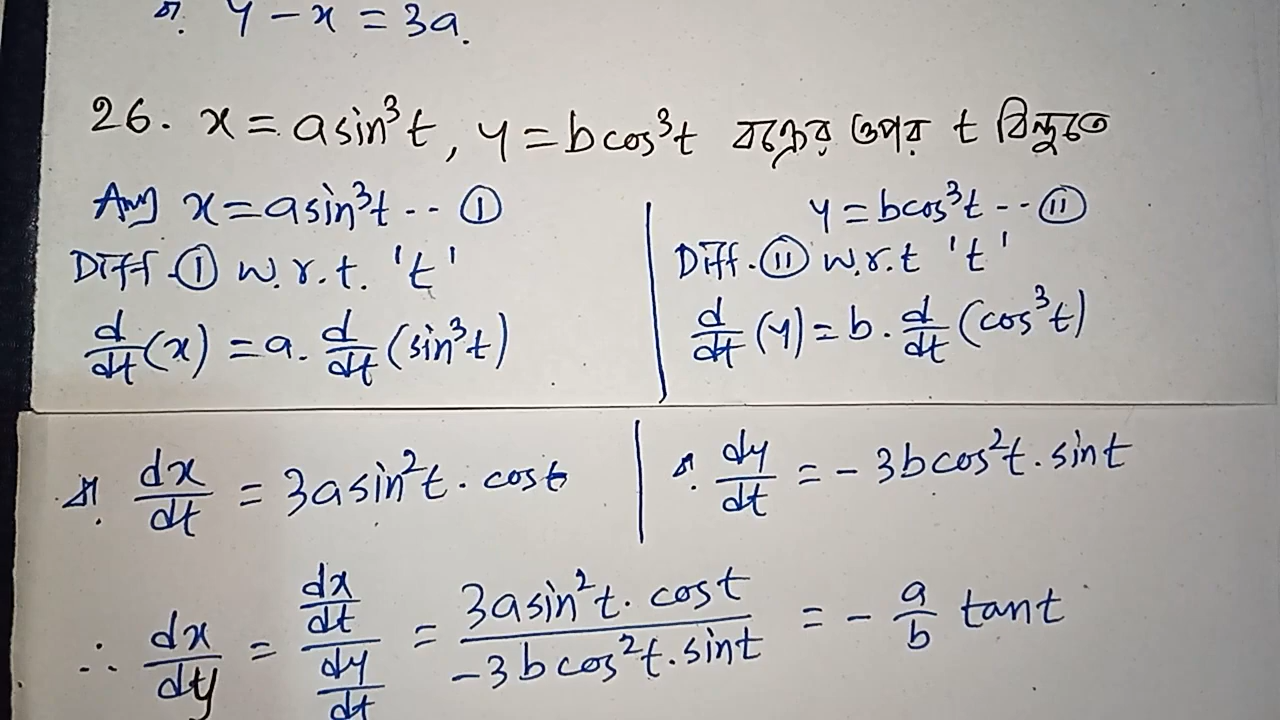 বা, y - x = 3a.
26. x = a sin³t, y = b cos³t বক্রের ওপর t বিন্দুতে
Ans x = a sin³t -- ①
Diff ① w.r.t. 't'
d/dt (x) = a. d/dt (sin³t)
বা, dx/dt = 3a sin²t . cost
y = b cos³t -- ⑪
Diff. ⑪ w.r.t 't'
d/dt (y) = b. d/dt (cos³t)
বা, dy/dt = - 3b cos²t . sint
∴ dx/dy = (dx/dt)/(dy/dt) = (3a sin²t. cost)/(-3b cos²t. sint) = - a/b tant